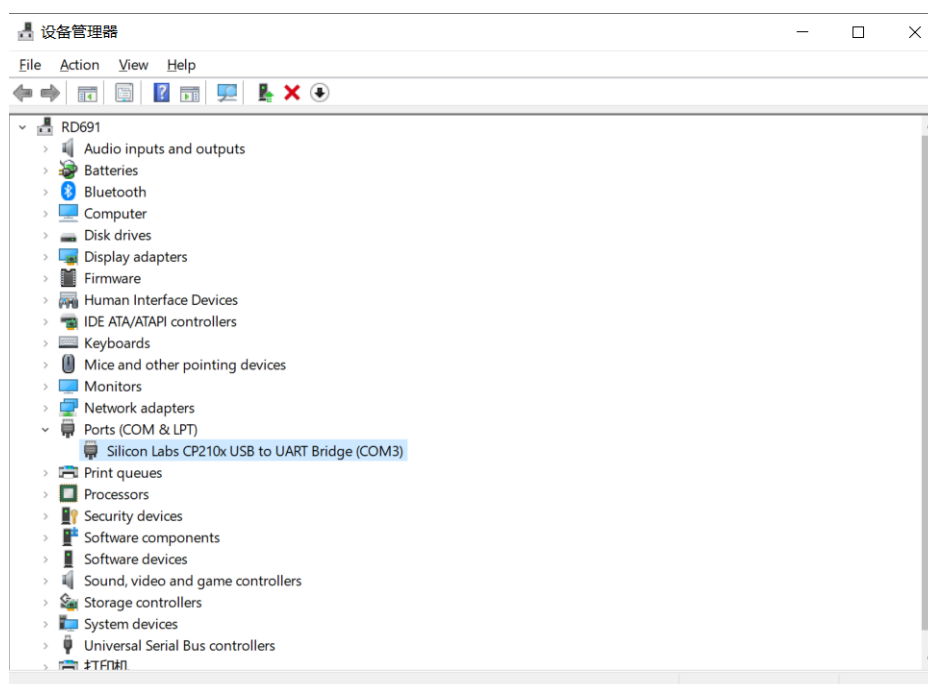 设备管理器
File Action View Help
RD691
Audio inputs and outputs
Batteries
Bluetooth
Computer
Disk drives
Display adapters
Firmware
Human Interface Devices
IDE ATA/ATAPI controllers
Keyboards
Mice and other pointing devices
Monitors
Network adapters
Ports (COM & LPT)
Silicon Labs CP210x USB to UART Bridge (COM3)
Print queues
Processors
Security devices
Software components
Software devices
Sound, video and game controllers
Storage controllers
System devices
Universal Serial Bus controllers
打印机